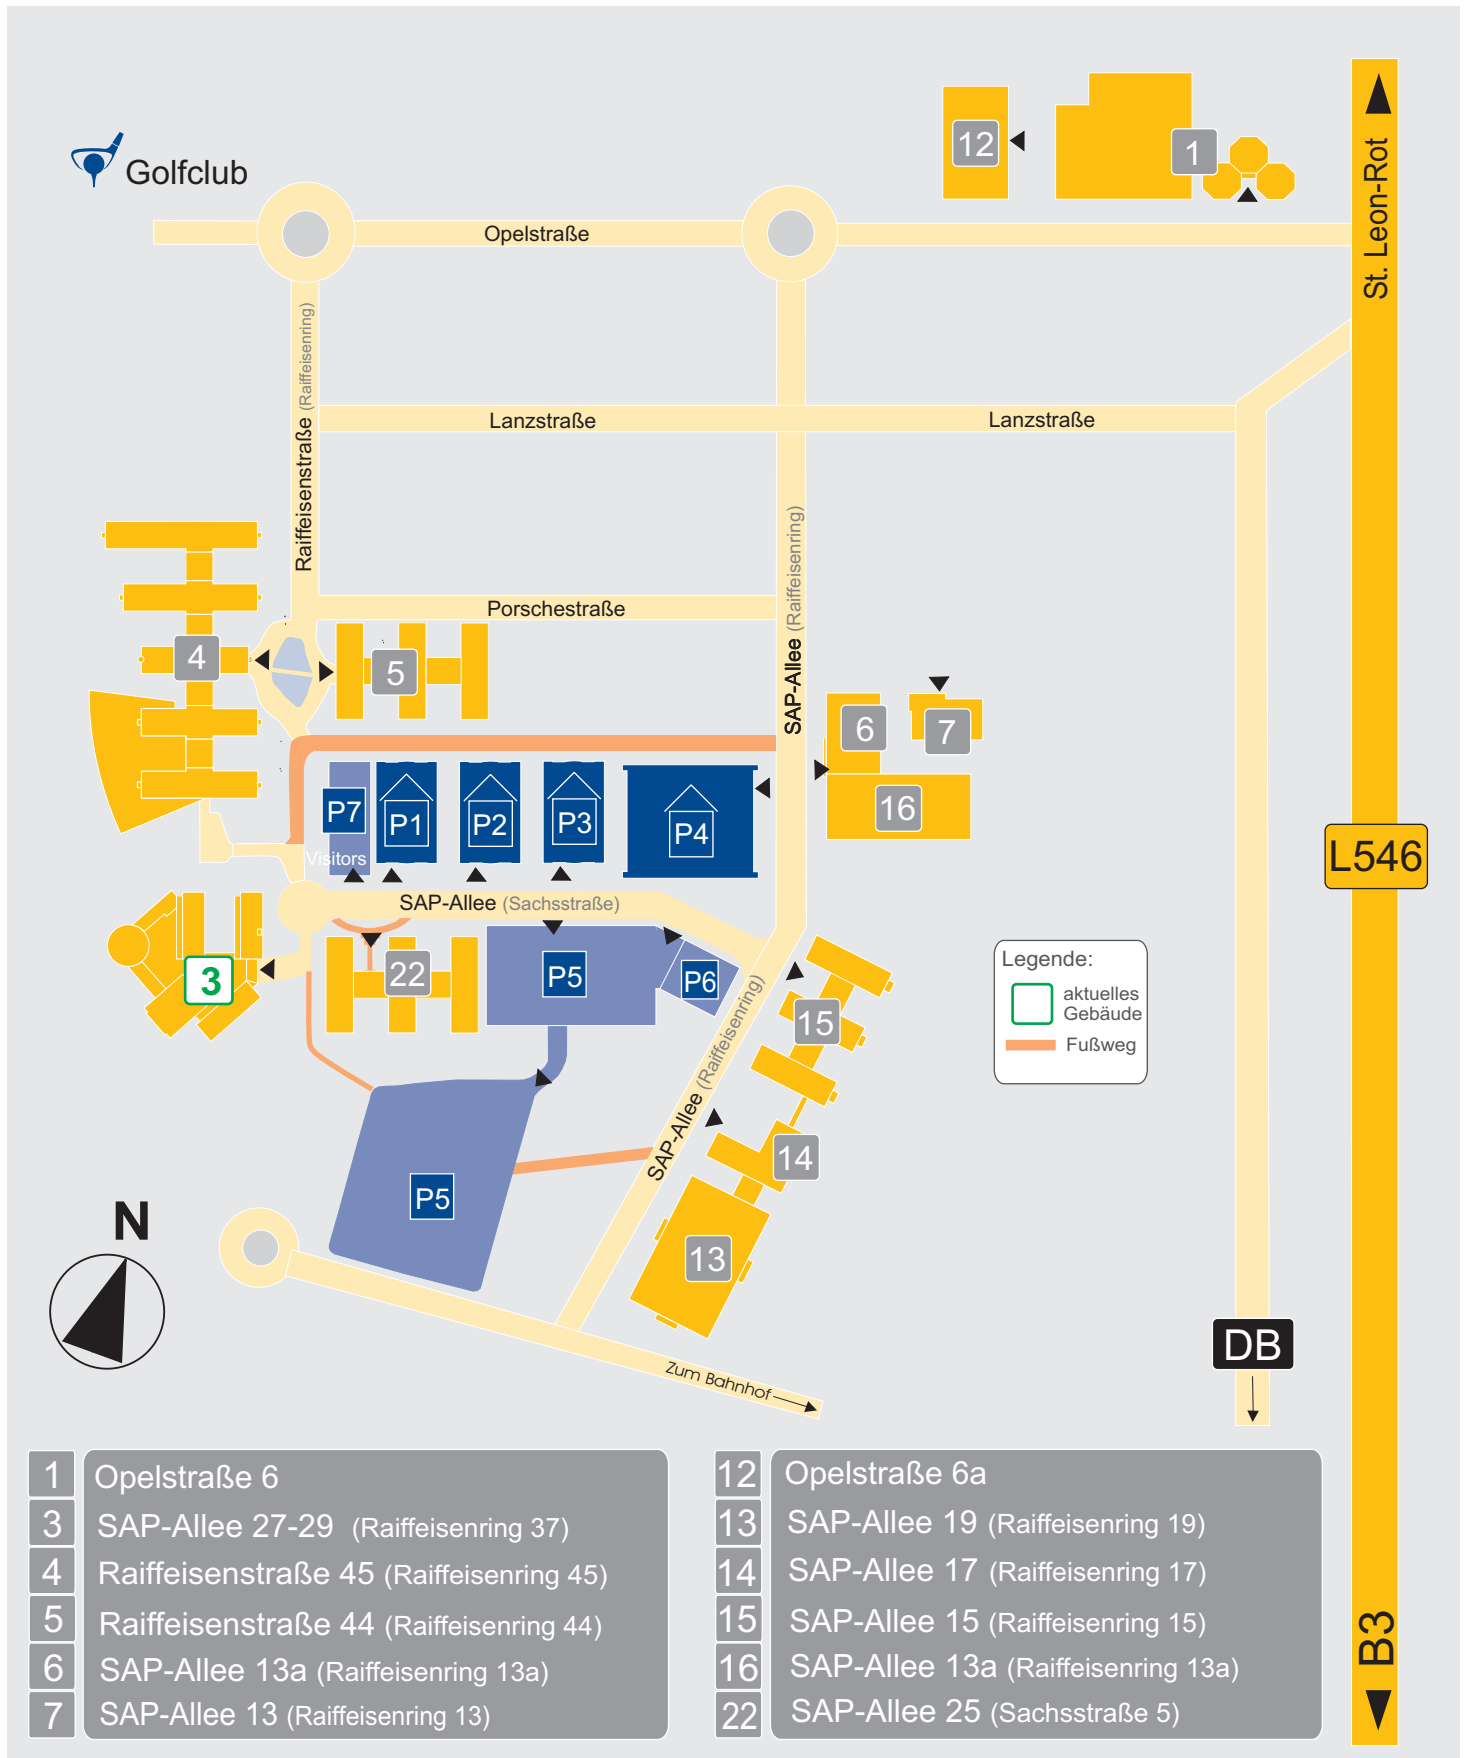 12
1
St. Leon-Rot
Golfclub
Opelstraße
Raiffeisenstraße (Raiffeisenring)
Lanzstraße
Lanzstraße
SAP-Allee (Raiffeisenring)
Porschestraße
4
5
6
7
16
P7
Visitors
P1
P2
P3
P4
L546
SAP-Allee (Sachsstraße)
3
22
P5
P6
15
SAP-Allee (Raiffeisenring)
14
13
P5
Legende:
aktuelles
Gebäude
Fußweg
N
Zum Bahnhof
DB
B3
1 Opelstraße 6
3 SAP-Allee 27-29 (Raiffeisenring 37)
4 Raiffeisenstraße 45 (Raiffeisenring 45)
5 Raiffeisenstraße 44 (Raiffeisenring 44)
6 SAP-Allee 13a (Raiffeisenring 13a)
7 SAP-Allee 13 (Raiffeisenring 13)
12 Opelstraße 6a
13 SAP-Allee 19 (Raiffeisenring 19)
14 SAP-Allee 17 (Raiffeisenring 17)
15 SAP-Allee 15 (Raiffeisenring 15)
16 SAP-Allee 13a (Raiffeisenring 13a)
22 SAP-Allee 25 (Sachsstraße 5)